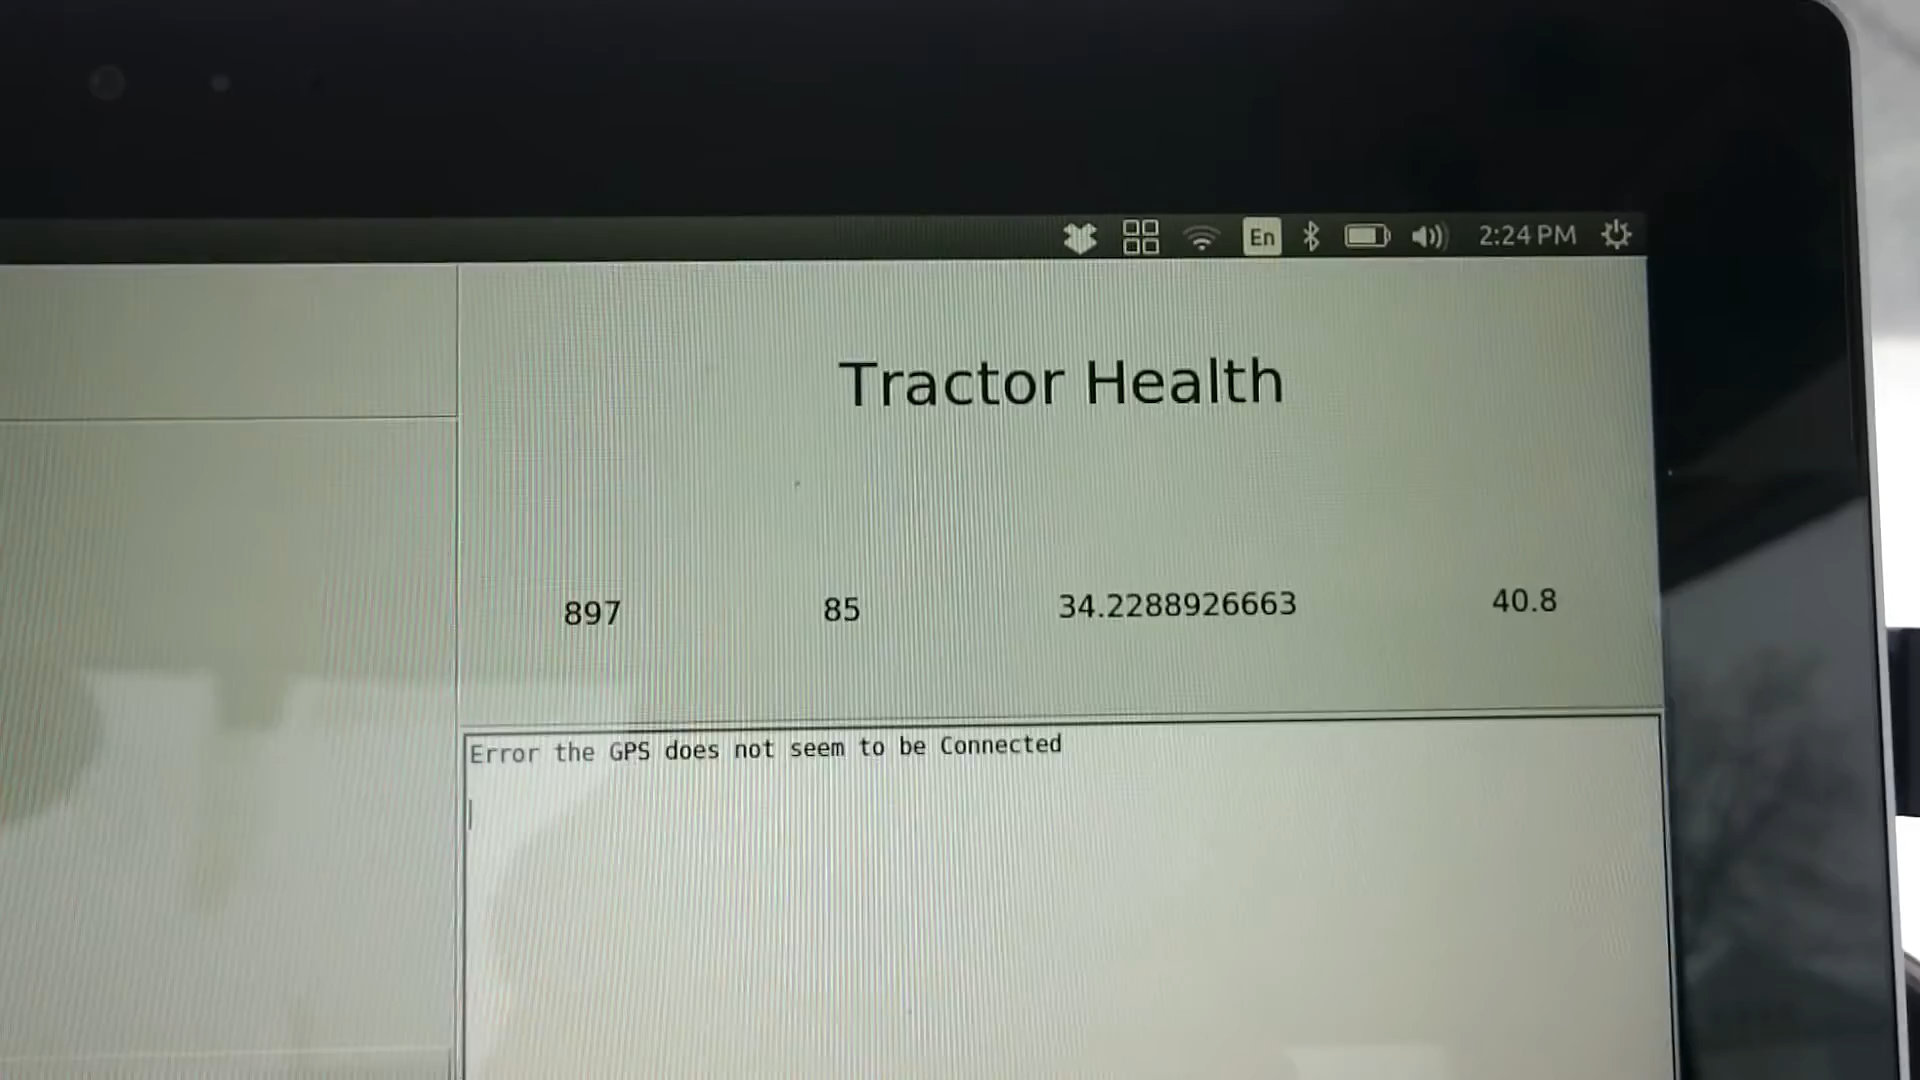 En 2:24 PM
Tractor Health
897 85 34.2288926663 40.8
Error the GPS does not seem to be Connected